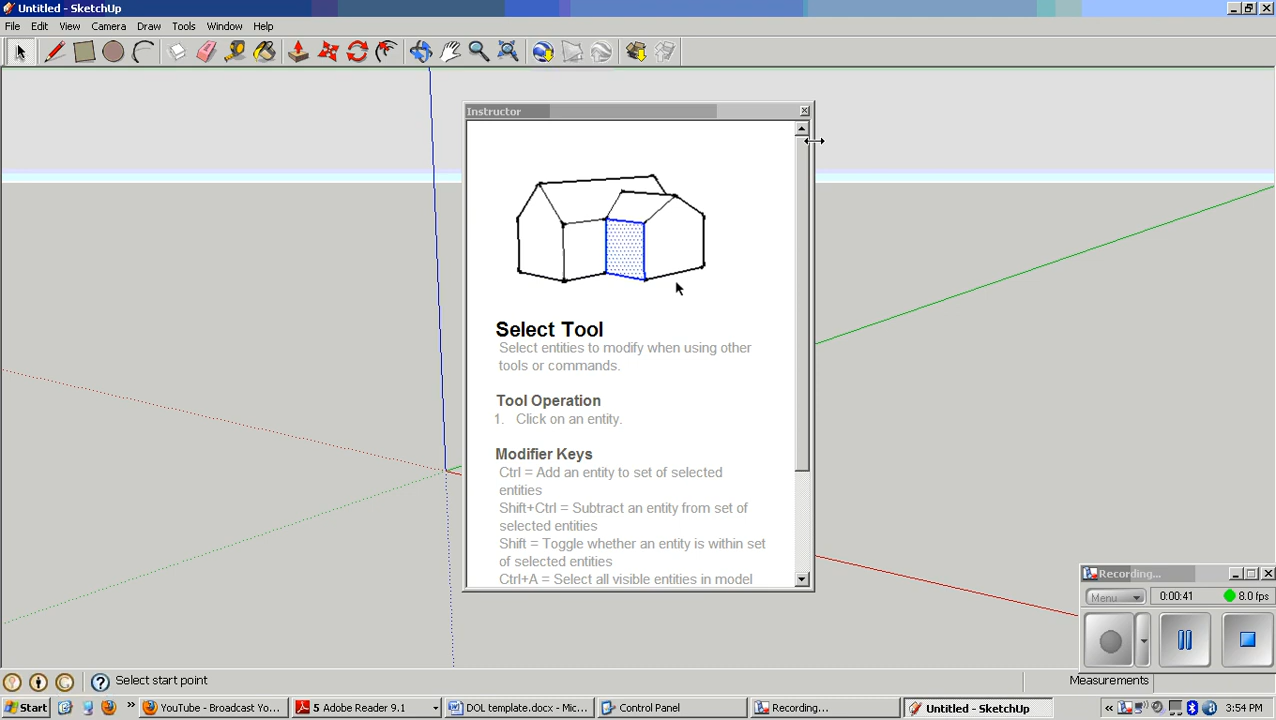 Untitled - SketchUp
File Edit View Camera Draw Tools Window Help
Instructor
Select Tool
Select entities to modify when using other
tools or commands.
Tool Operation
1. Click on an entity.
Modifier Keys
Ctrl = Add an entity to set of selected
entities
Shift+Ctrl = Subtract an entity from set of
selected entities
Shift = Toggle whether an entity is within set
of selected entities
Ctrl+A = Select all visible entities in model
Recording...
Menu 0:00:41 8.0 fps
Select start point
Measurements
Start » YouTube - Broadcast Yo... 5 Adobe Reader 9.1 DOL template.docx - Mic... Control Panel Recording... Untitled - SketchUp « 3:54 PM